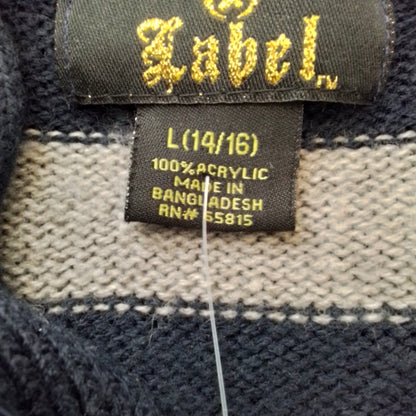 Label
TM
L(14/16)
100% ACRYLIC
MADE IN
BANGLADESH
RN# 55815